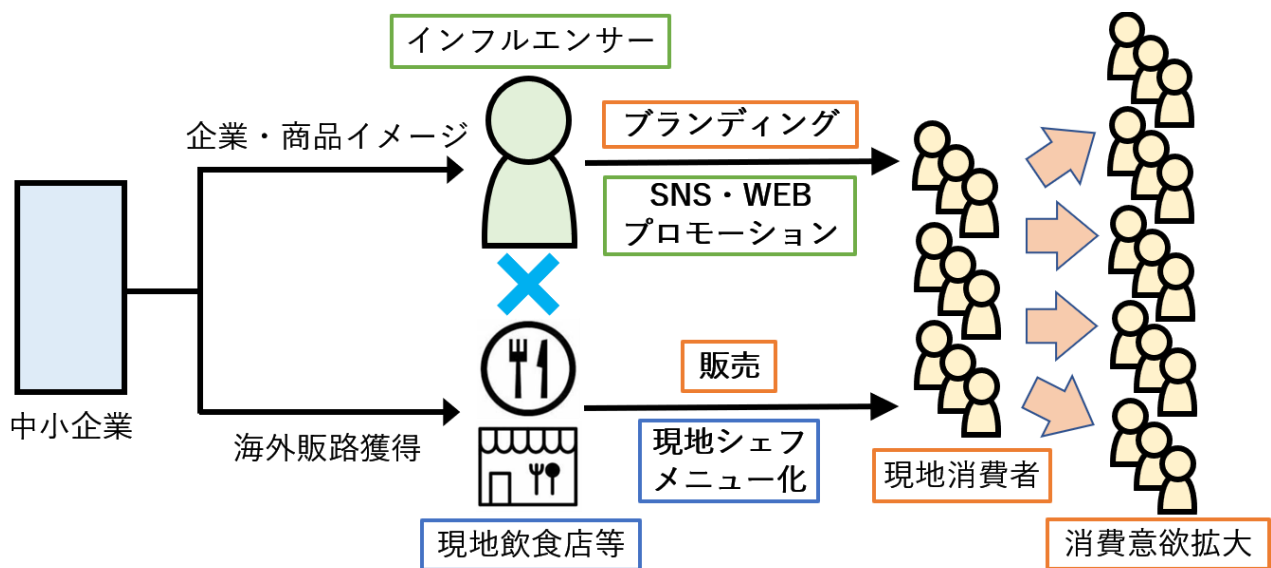 インフルエンサー
企業・商品イメージ
ブランディング
SNS・WEB
プロモーション
中小企業
海外販路獲得
販売
現地シェフ
メニュー化
現地飲食店等
現地消費者
消費意欲拡大